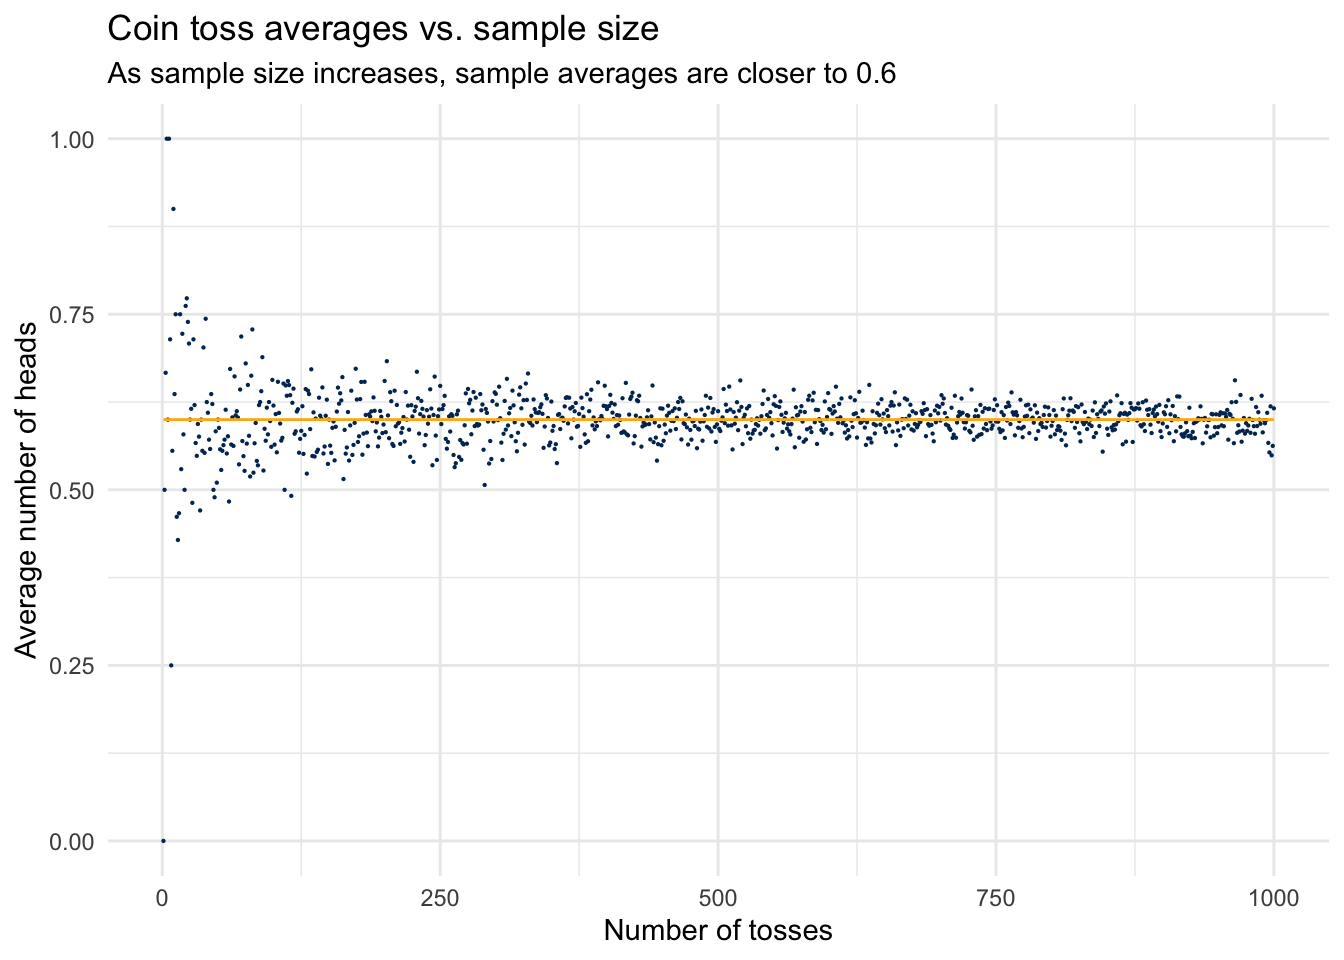 Coin toss averages vs. sample size
As sample size increases, sample averages are closer to 0.6
Average number of heads
1.00
0.75
0.50
0.25
0.00
0
250
500
750
1000
Number of tosses